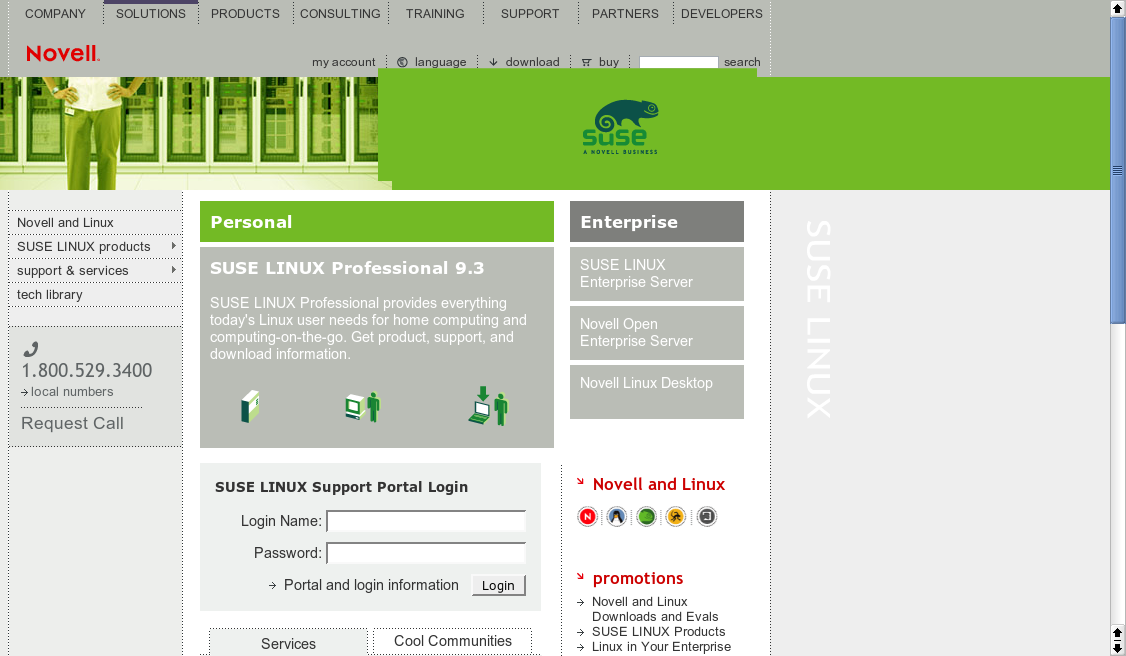 COMPANY SOLUTIONS PRODUCTS CONSULTING TRAINING SUPPORT PARTNERS DEVELOPERS
Novell.
my account language download buy search
suse
A NOVELL BUSINESS
Novell and Linux
SUSE LINUX products
support & services
tech library
1.800.529.3400
local numbers
Request Call
Personal
SUSE LINUX Professional 9.3
SUSE LINUX Professional provides everything
today's Linux user needs for home computing and
computing-on-the-go. Get product, support, and
download information.
Enterprise
SUSE LINUX
Enterprise Server
Novell Open
Enterprise Server
Novell Linux Desktop
SUSE LINUX
SUSE LINUX Support Portal Login
Login Name:
Password:
Portal and login information Login
Services Cool Communities
Novell and Linux
N
promotions
Novell and Linux
Downloads and Evals
SUSE LINUX Products
Linux in Your Enterprise